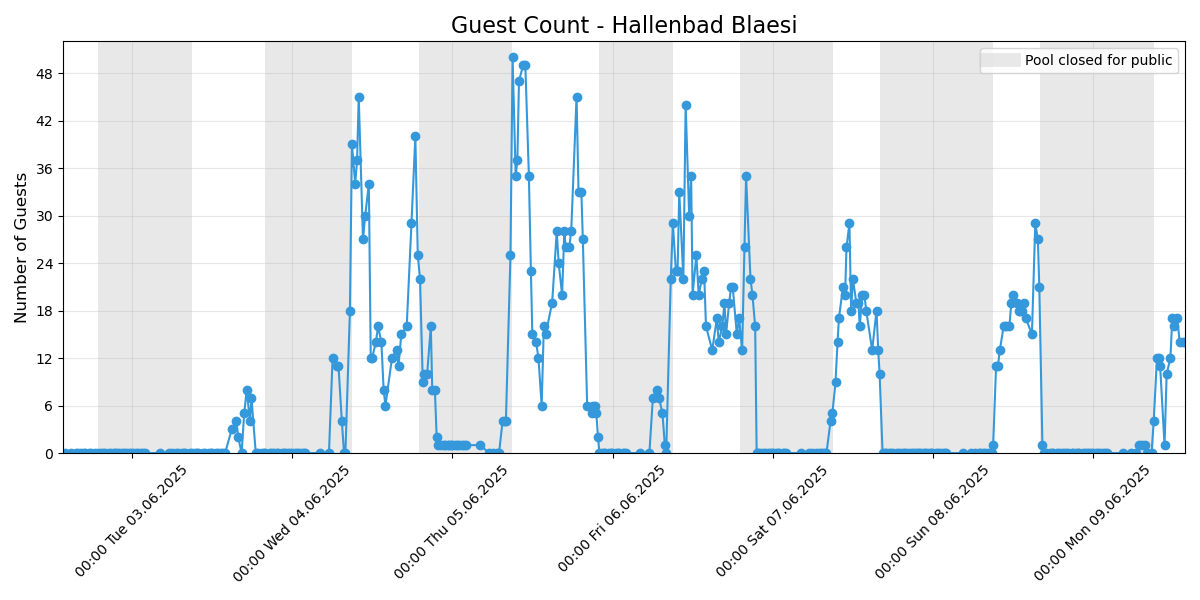 Guest Count - Hallenbad Blaesi
Pool closed for public
Number of Guests
48
42
36
30
24
18
12
6
0
00:00 Tue 03.06.2025
00:00 Wed 04.06.2025
00:00 Thu 05.06.2025
00:00 Fri 06.06.2025
00:00 Sat 07.06.2025
00:00 Sun 08.06.2025
00:00 Mon 09.06.2025